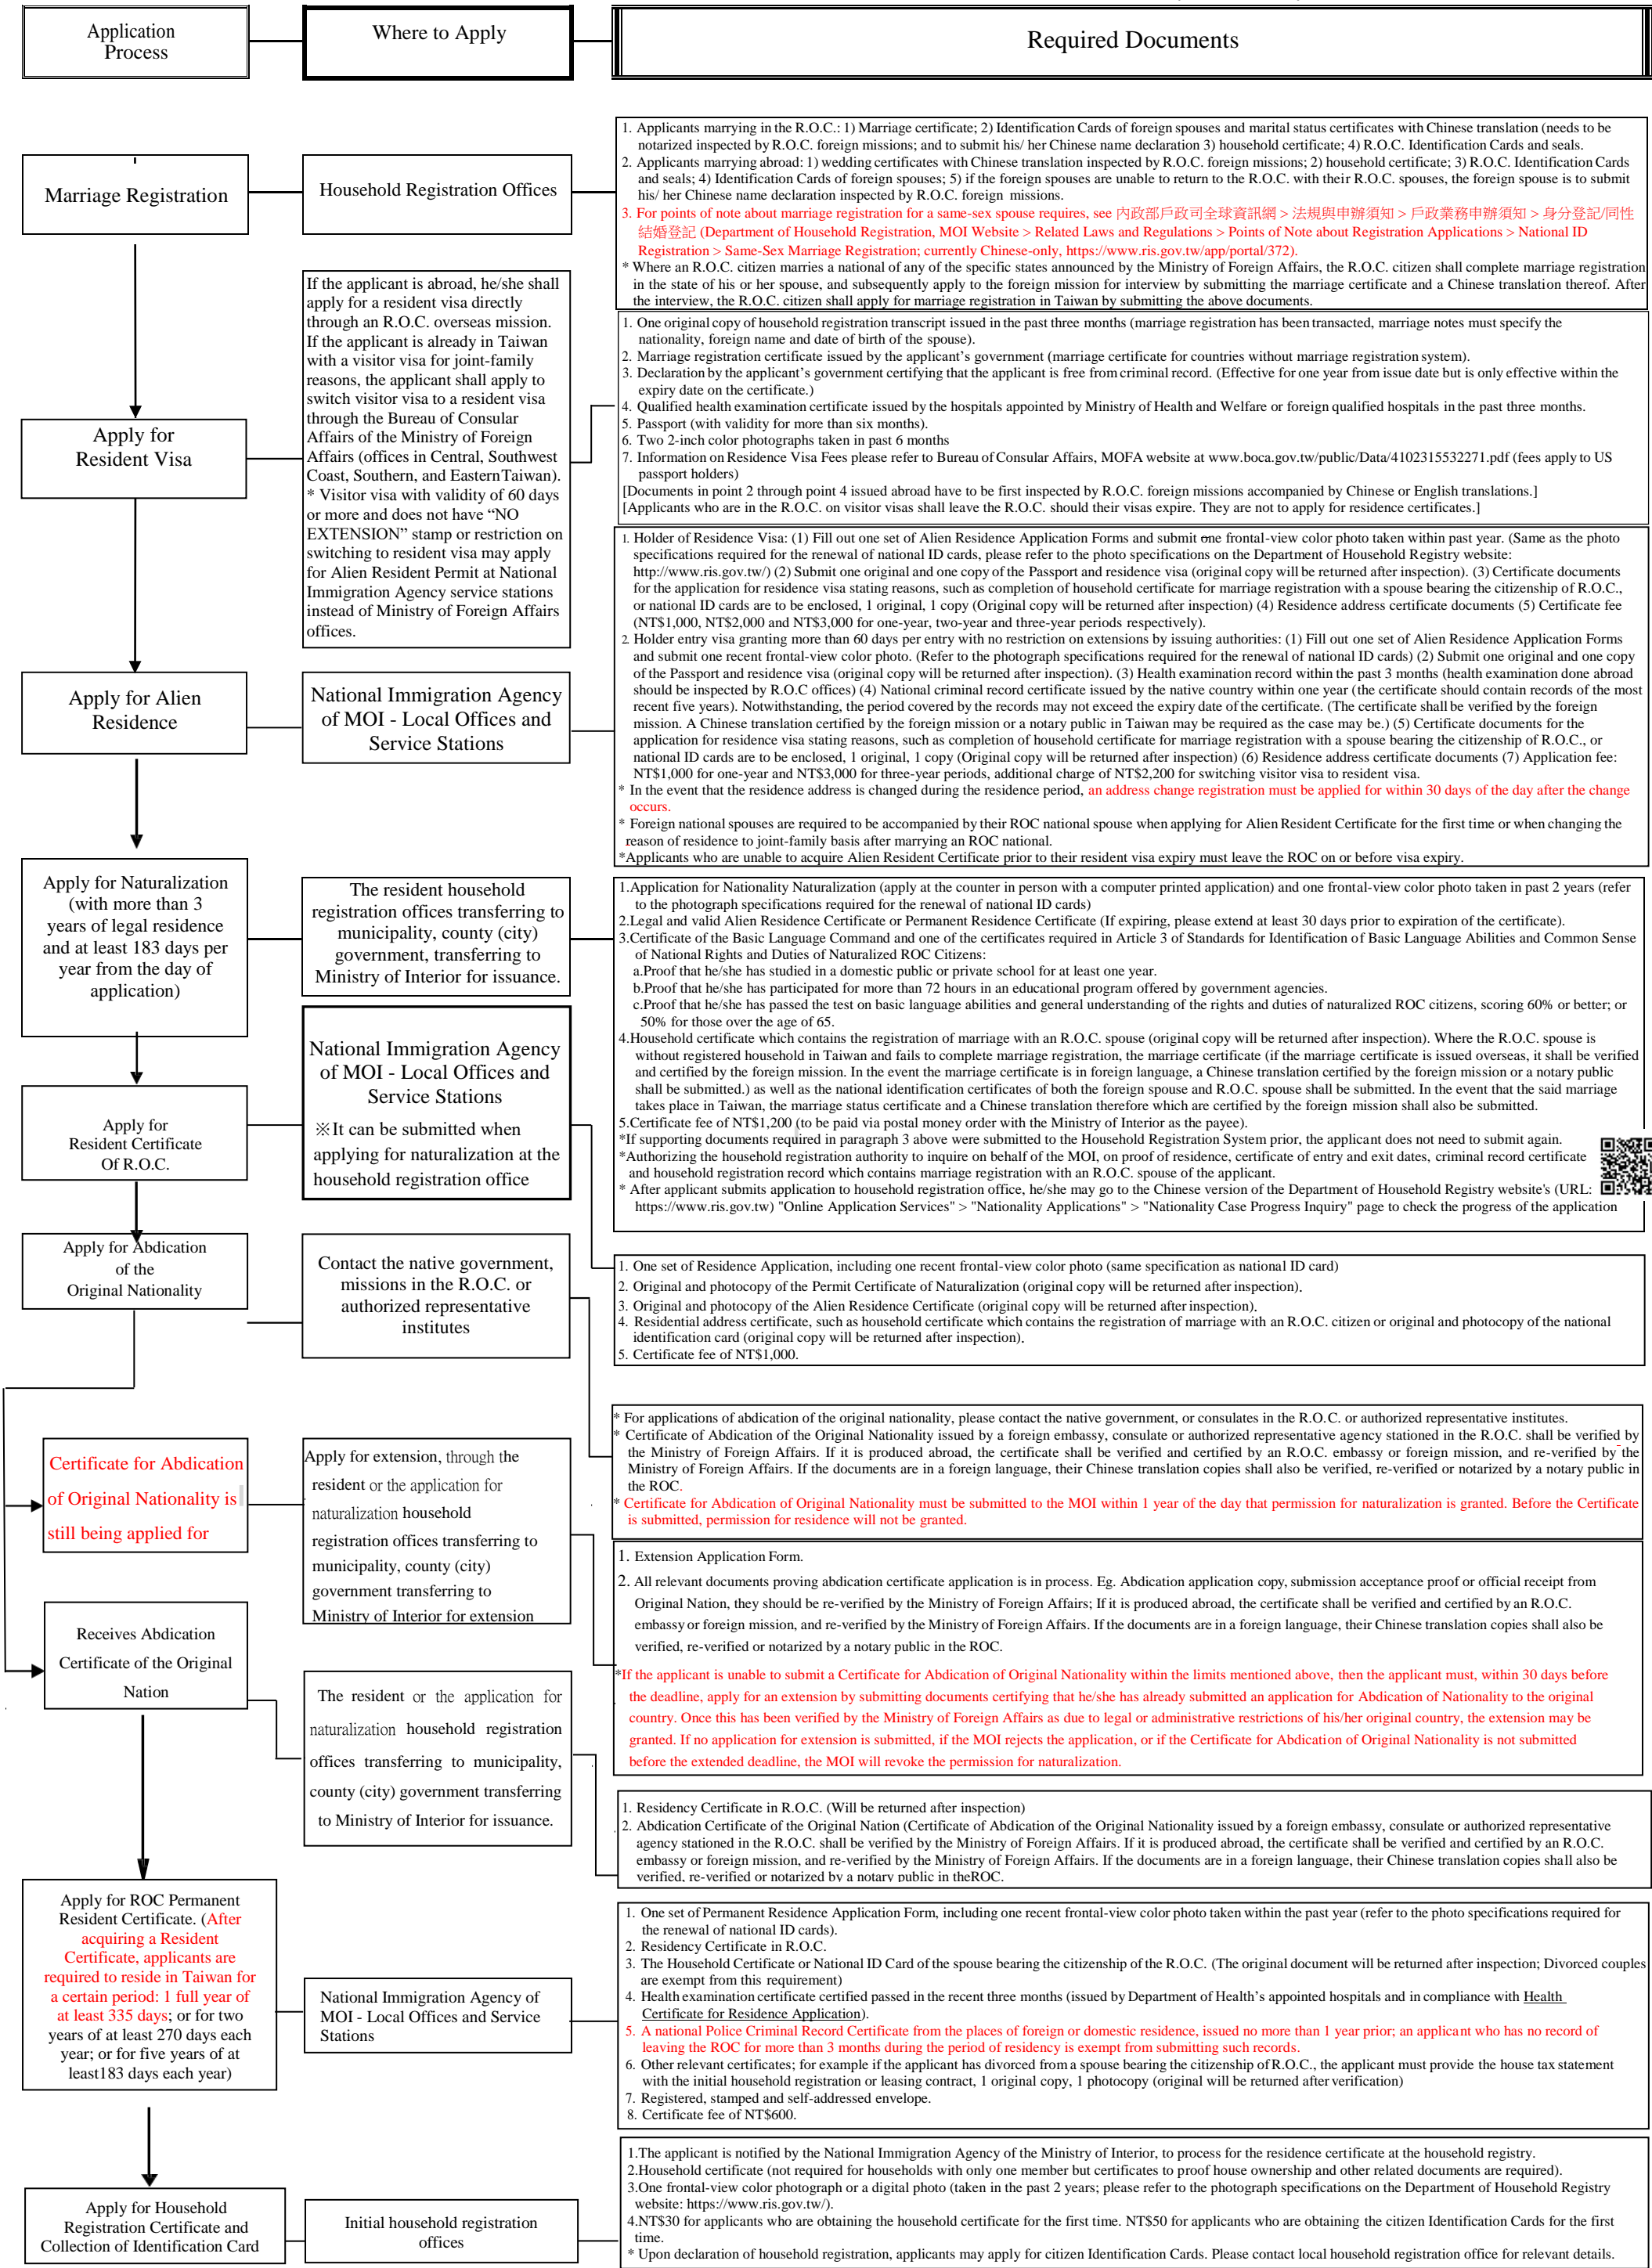 Application
Process
Where to Apply
Required Documents
Marriage Registration
Household Registration Offices
1. Applicants marrying in the R.O.C.: 1) Marriage certificate; 2) Identification Cards of foreign spouses and marital status certificates with Chinese translation (needs to be
notarized inspected by R.O.C. foreign missions; and to submit his/ her Chinese name declaration 3) household certificate; 4) R.O.C. Identification Cards and seals.
2. Applicants marrying abroad: 1) wedding certificates with Chinese translation inspected by R.O.C. foreign missions; 2) household certificate; 3) R.O.C. Identification Cards
and seals; 4) Identification Cards of foreign spouses; 5) if the foreign spouses are unable to return to the R.O.C. with their R.O.C. spouses, the foreign spouse is to submit
his/ her Chinese name declaration inspected by R.O.C. foreign missions.
3. For points of note about marriage registration for a same-sex spouse requires, see 內政部戶政司全球資訊網 > 法規與申辦須知 > 戶政業務申辦須知 > 身分登記/同性
結婚登記 (Department of Household Registration, MOI Website > Related Laws and Regulations > Points of Note about Registration Applications > National ID
Registration > Same-Sex Marriage Registration; currently Chinese-only, https://www.ris.gov.tw/app/portal/372).
* Where an R.O.C. citizen marries a national of any of the specific states announced by the Ministry of Foreign Affairs, the R.O.C. citizen shall complete marriage registration
in the state of his or her spouse, and subsequently apply to the foreign mission for interview by submitting the marriage certificate and a Chinese translation thereof. After
the interview, the R.O.C. citizen shall apply for marriage registration in Taiwan by submitting the above documents.
Apply for
Resident Visa
If the applicant is abroad, he/she shall
apply for a resident visa directly
through an R.O.C. overseas mission.
If the applicant is already in Taiwan
with a visitor visa for joint-family
reasons, the applicant shall apply to
switch visitor visa to a resident visa
through the Bureau of Consular
Affairs of the Ministry of Foreign
Affairs (offices in Central, Southwest
Coast, Southern, and EasternTaiwan).
* Visitor visa with validity of 60 days
or more and does not have “NO
EXTENSION” stamp or restriction on
switching to resident visa may apply
for Alien Resident Permit at National
Immigration Agency service stations
instead of Ministry of Foreign Affairs
offices.
1. One original copy of household registration transcript issued in the past three months (marriage registration has been transacted, marriage notes must specify the
nationality, foreign name and date of birth of the spouse).
2. Marriage registration certificate issued by the applicant’s government (marriage certificate for countries without marriage registration system).
3. Declaration by the applicant’s government certifying that the applicant is free from criminal record. (Effective for one year from issue date but is only effective within the
expiry date on the certificate.)
4. Qualified health examination certificate issued by the hospitals appointed by Ministry of Health and Welfare or foreign qualified hospitals in the past three months.
5. Passport (with validity for more than six months).
6. Two 2-inch color photographs taken in past 6 months
7. Information on Residence Visa Fees please refer to Bureau of Consular Affairs, MOFA website at www.boca.gov.tw/public/Data/4102315532271.pdf (fees apply to US
passport holders)
[Documents in point 2 through point 4 issued abroad have to be first inspected by R.O.C. foreign missions accompanied by Chinese or English translations.]
[Applicants who are in the R.O.C. on visitor visas shall leave the R.O.C. should their visas expire. They are not to apply for residence certificates.]
Apply for Alien
Residence
National Immigration Agency
of MOI - Local Offices and
Service Stations
1. Holder of Residence Visa: (1) Fill out one set of Alien Residence Application Forms and submit one frontal-view color photo taken within past year. (Same as the photo
specifications required for the renewal of national ID cards, please refer to the photo specifications on the Department of Household Registry website:
http://www.ris.gov.tw/) (2) Submit one original and one copy of the Passport and residence visa (original copy will be returned after inspection). (3) Certificate documents
for the application for residence visa stating reasons, such as completion of household certificate for marriage registration with a spouse bearing the citizenship of R.O.C.,
or national ID cards are to be enclosed, 1 original, 1 copy (Original copy will be returned after inspection) (4) Residence address certificate documents (5) Certificate fee
(NT$1,000, NT$2,000 and NT$3,000 for one-year, two-year and three-year periods respectively).
2. Holder entry visa granting more than 60 days per entry with no restriction on extensions by issuing authorities: (1) Fill out one set of Alien Residence Application Forms
and submit one recent frontal-view color photo. (Refer to the photograph specifications required for the renewal of national ID cards) (2) Submit one original and one copy
of the Passport and residence visa (original copy will be returned after inspection). (3) Health examination record within the past 3 months (health examination done abroad
should be inspected by R.O.C offices) (4) National criminal record certificate issued by the native country within one year (the certificate should contain records of the most
recent five years). Notwithstanding, the period covered by the records may not exceed the expiry date of the certificate. (The certificate shall be verified by the foreign
mission. A Chinese translation certified by the foreign mission or a notary public in Taiwan may be required as the case may be.) (5) Certificate documents for the
application for residence visa stating reasons, such as completion of household certificate for marriage registration with a spouse bearing the citizenship of R.O.C., or
national ID cards are to be enclosed, 1 original, 1 copy (Original copy will be returned after inspection) (6) Residence address certificate documents (7) Application fee:
NT$1,000 for one-year and NT$3,000 for three-year periods, additional charge of NT$2,200 for switching visitor visa to resident visa.
* In the event that the residence address is changed during the residence period, an address change registration must be applied for within 30 days of the day after the change
occurs.
* Foreign national spouses are required to be accompanied by their ROC national spouse when applying for Alien Resident Certificate for the first time or when changing the
reason of residence to joint-family basis after marrying an ROC national.
*Applicants who are unable to acquire Alien Resident Certificate prior to their resident visa expiry must leave the ROC on or before visa expiry.
Apply for Naturalization
(with more than 3
years of legal residence
and at least 183 days per
year from the day of
application)
The resident household
registration offices transferring to
municipality, county (city)
government, transferring to
Ministry of Interior for issuance.
1.Application for Nationality Naturalization (apply at the counter in person with a computer printed application) and one frontal-view color photo taken in past 2 years (refer
to the photograph specifications required for the renewal of national ID cards)
2.Legal and valid Alien Residence Certificate or Permanent Residence Certificate (If expiring, please extend at least 30 days prior to expiration of the certificate).
3.Certificate of the Basic Language Command and one of the certificates required in Article 3 of Standards for Identification of Basic Language Abilities and Common Sense
of National Rights and Duties of Naturalized ROC Citizens:
a.Proof that he/she has studied in a domestic public or private school for at least one year.
b.Proof that he/she has participated for more than 72 hours in an educational program offered by government agencies.
c.Proof that he/she has passed the test on basic language abilities and general understanding of the rights and duties of naturalized ROC citizens, scoring 60% or better; or
50% for those over the age of 65.
4.Household certificate which contains the registration of marriage with an R.O.C. spouse (original copy will be returned after inspection). Where the R.O.C. spouse is
without registered household in Taiwan and fails to complete marriage registration, the marriage certificate (if the marriage certificate is issued overseas, it shall be verified
and certified by the foreign mission. In the event the marriage certificate is in foreign language, a Chinese translation certified by the foreign mission or a notary public
shall be submitted.) as well as the national identification certificates of both the foreign spouse and R.O.C. spouse shall be submitted. In the event that the said marriage
takes place in Taiwan, the marriage status certificate and a Chinese translation therefore which are certified by the foreign mission shall also be submitted.
5.Certificate fee of NT$1,200 (to be paid via postal money order with the Ministry of Interior as the payee).
*If supporting documents required in paragraph 3 above were submitted to the Household Registration System prior, the applicant does not need to submit again.
*Authorizing the household registration authority to inquire on behalf of the MOI, on proof of residence, certificate of entry and exit dates, criminal record certificate
and household registration record which contains marriage registration with an R.O.C. spouse of the applicant.
* After applicant submits application to household registration office, he/she may go to the Chinese version of the Department of Household Registry website's (URL:
https://www.ris.gov.tw) "Online Application Services" > "Nationality Applications" > "Nationality Case Progress Inquiry" page to check the progress of the application
Apply for
Resident Certificate
Of R.O.C.
National Immigration Agency
of MOI - Local Offices and
Service Stations
※It can be submitted when
applying for naturalization at the
household registration office
1. One set of Residence Application, including one recent frontal-view color photo (same specification as national ID card)
2. Original and photocopy of the Permit Certificate of Naturalization (original copy will be returned after inspection).
3. Original and photocopy of the Alien Residence Certificate (original copy will be returned after inspection).
4. Residential address certificate, such as household certificate which contains the registration of marriage with an R.O.C. citizen or original and photocopy of the national
identification card (original copy will be returned after inspection).
5. Certificate fee of NT$1,000.
Apply for Abdication
of the
Original Nationality
Contact the native government,
missions in the R.O.C. or
authorized representative
institutes
* For applications of abdication of the original nationality, please contact the native government, or consulates in the R.O.C. or authorized representative institutes.
* Certificate of Abdication of the Original Nationality issued by a foreign embassy, consulate or authorized representative agency stationed in the R.O.C. shall be verified by
the Ministry of Foreign Affairs. If it is produced abroad, the certificate shall be verified and certified by an R.O.C. embassy or foreign mission, and re-verified by the
Ministry of Foreign Affairs. If the documents are in a foreign language, their Chinese translation copies shall also be verified, re-verified or notarized by a notary public in
the ROC.
* Certificate for Abdication of Original Nationality must be submitted to the MOI within 1 year of the day that permission for naturalization is granted. Before the Certificate
is submitted, permission for residence will not be granted.
Certificate for Abdication
of Original Nationality is
still being applied for
Apply for extension, through the
resident or the application for
naturalization household
registration offices transferring to
municipality, county (city)
government transferring to
Ministry of Interior for extension
1. Extension Application Form.
2. All relevant documents proving abdication certificate application is in process. Eg. Abdication application copy, submission acceptance proof or official receipt from
Original Nation, they should be re-verified by the Ministry of Foreign Affairs; If it is produced abroad, the certificate shall be verified and certified by an R.O.C.
embassy or foreign mission, and re-verified by the Ministry of Foreign Affairs. If the documents are in a foreign language, their Chinese translation copies shall also be
verified, re-verified or notarized by a notary public in the ROC.
*If the applicant is unable to submit a Certificate for Abdication of Original Nationality within the limits mentioned above, then the applicant must, within 30 days before
the deadline, apply for an extension by submitting documents certifying that he/she has already submitted an application for Abdication of Nationality to the original
country. Once this has been verified by the Ministry of Foreign Affairs as due to legal or administrative restrictions of his/her original country, the extension may be
granted. If no application for extension is submitted, if the MOI rejects the application, or if the Certificate for Abdication of Original Nationality is not submitted
before the extended deadline, the MOI will revoke the permission for naturalization.
Receives Abdication
Certificate of the Original
Nation
The resident or the application for
naturalization household registration
offices transferring to municipality,
county (city) government transferring
to Ministry of Interior for issuance.
1. Residency Certificate in R.O.C. (Will be returned after inspection)
2. Abdication Certificate of the Original Nation (Certificate of Abdication of the Original Nationality issued by a foreign embassy, consulate or authorized representative
agency stationed in the R.O.C. shall be verified by the Ministry of Foreign Affairs. If it is produced abroad, the certificate shall be verified and certified by an R.O.C.
embassy or foreign mission, and re-verified by the Ministry of Foreign Affairs. If the documents are in a foreign language, their Chinese translation copies shall also be
verified, re-verified or notarized by a notary public in theROC.
Apply for ROC Permanent
Resident Certificate. (After
acquiring a Resident
Certificate, applicants are
required to reside in Taiwan for
a certain period: 1 full year of
at least 335 days; or for two
years of at least 270 days each
year; or for five years of at
least183 days each year)
National Immigration Agency of
MOI - Local Offices and Service
Stations
1. One set of Permanent Residence Application Form, including one recent frontal-view color photo taken within the past year (refer to the photo specifications required for
the renewal of national ID cards).
2. Residency Certificate in R.O.C.
3. The Household Certificate or National ID Card of the spouse bearing the citizenship of the R.O.C. (The original document will be returned after inspection; Divorced couples
are exempt from this requirement)
4. Health examination certificate certified passed in the recent three months (issued by Department of Health’s appointed hospitals and in compliance with Health
Certificate for Residence Application).
5. A national Police Criminal Record Certificate from the places of foreign or domestic residence, issued no more than 1 year prior; an applicant who has no record of
leaving the ROC for more than 3 months during the period of residency is exempt from submitting such records.
6. Other relevant certificates; for example if the applicant has divorced from a spouse bearing the citizenship of R.O.C., the applicant must provide the house tax statement
with the initial household registration or leasing contract, 1 original copy, 1 photocopy (original will be returned after verification)
7. Registered, stamped and self-addressed envelope.
8. Certificate fee of NT$600.
Apply for Household
Registration Certificate and
Collection of Identification Card
Initial household registration
offices
1.The applicant is notified by the National Immigration Agency of the Ministry of Interior, to process for the residence certificate at the household registry.
2.Household certificate (not required for households with only one member but certificates to proof house ownership and other related documents are required).
3.One frontal-view color photograph or a digital photo (taken in the past 2 years; please refer to the photograph specifications on the Department of Household Registry
website: https://www.ris.gov.tw/).
4.NT$30 for applicants who are obtaining the household certificate for the first time. NT$50 for applicants who are obtaining the citizen Identification Cards for the first
time.
* Upon declaration of household registration, applicants may apply for citizen Identification Cards. Please contact local household registration office for relevant details.